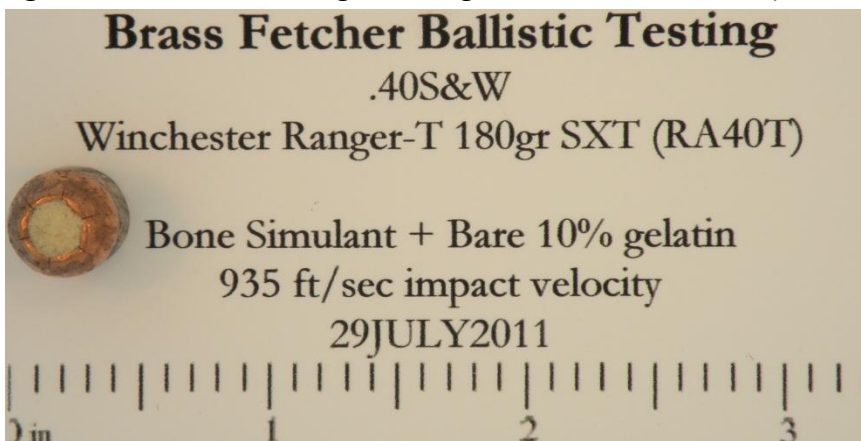 Brass Fetcher Ballistic Testing
.40S&W
Winchester Ranger-T 180gr SXT (RA40T)
Bone Simulant + Bare 10% gelatin
935 ft/sec impact velocity
29JULY2011
0 in 1 2 3